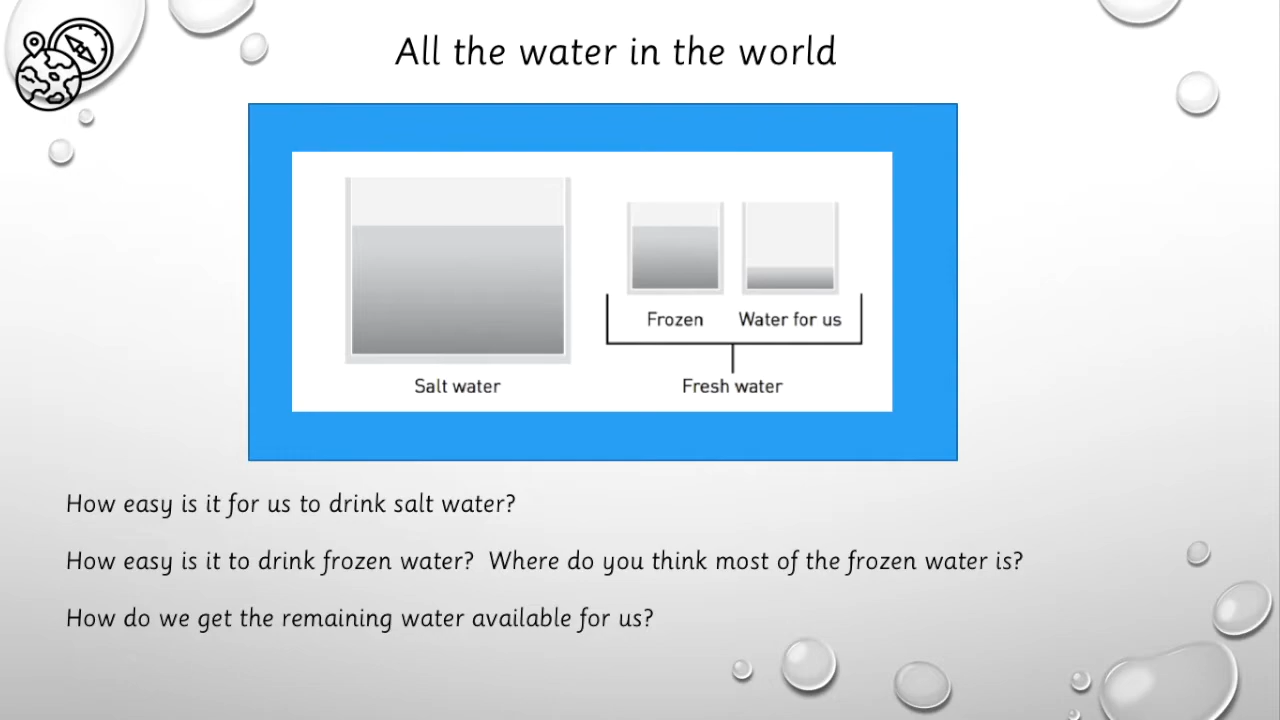 All the water in the world
Frozen
Water for us
Salt water
Fresh water
How easy is it for us to drink salt water?
How easy is it to drink frozen water?  Where do you think most of the frozen water is?
How do we get the remaining water available for us?